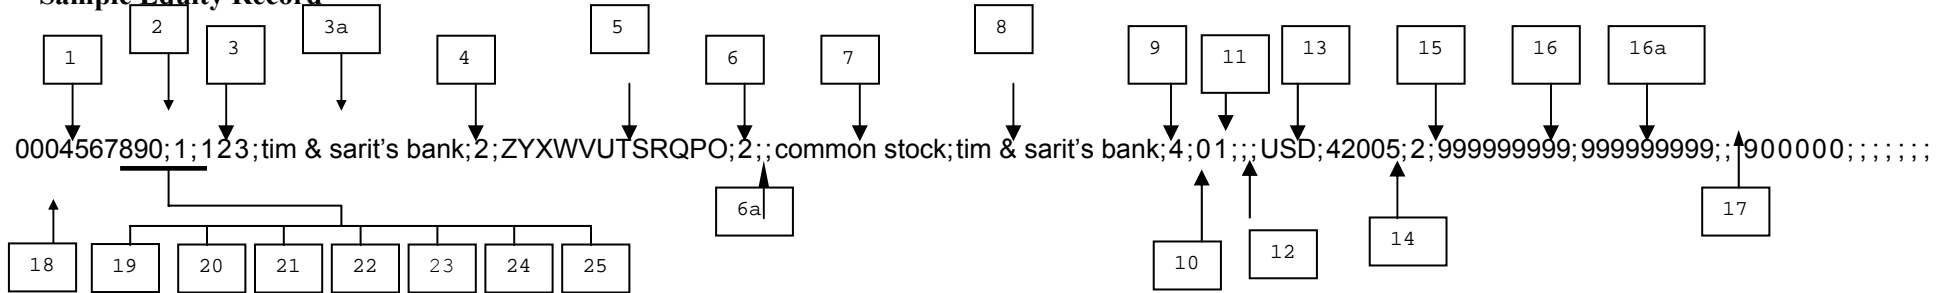 Sample Equity Record
2 3a 5 8
1 3 4 6 7 9 11 13 15 16 16a
0004567890;1;123;tim & sarit’s bank;2;ZYXWVUTSRQPO;2;;common stock;tim & sarit’s bank;4;01;;;USD;42005;2;999999999;999999999;;900000;;;;;;;
6a 17
18 19 20 21 22 23 24 25 10 12 14